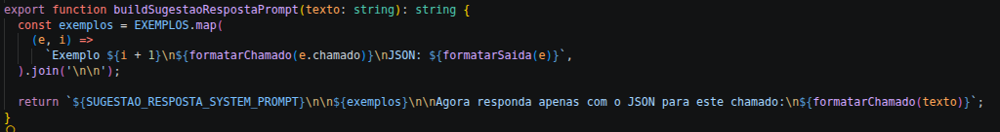 export function buildSugestaoRespostaPrompt(texto: string): string {
const exemplos = EXEMPLOS.map(
(e, i) =>
`Exemplo ${i + 1}\n${formatarChamado(e.chamado)}\nJSON: ${formatarSaida(e)}`,
).join('\n\n');
return `${SUGESTAO_RESPOSTA_SYSTEM_PROMPT}\n\n${exemplos}\n\nAgora responda apenas com o JSON para este chamado:\n${formatarChamado(texto)}`;
}